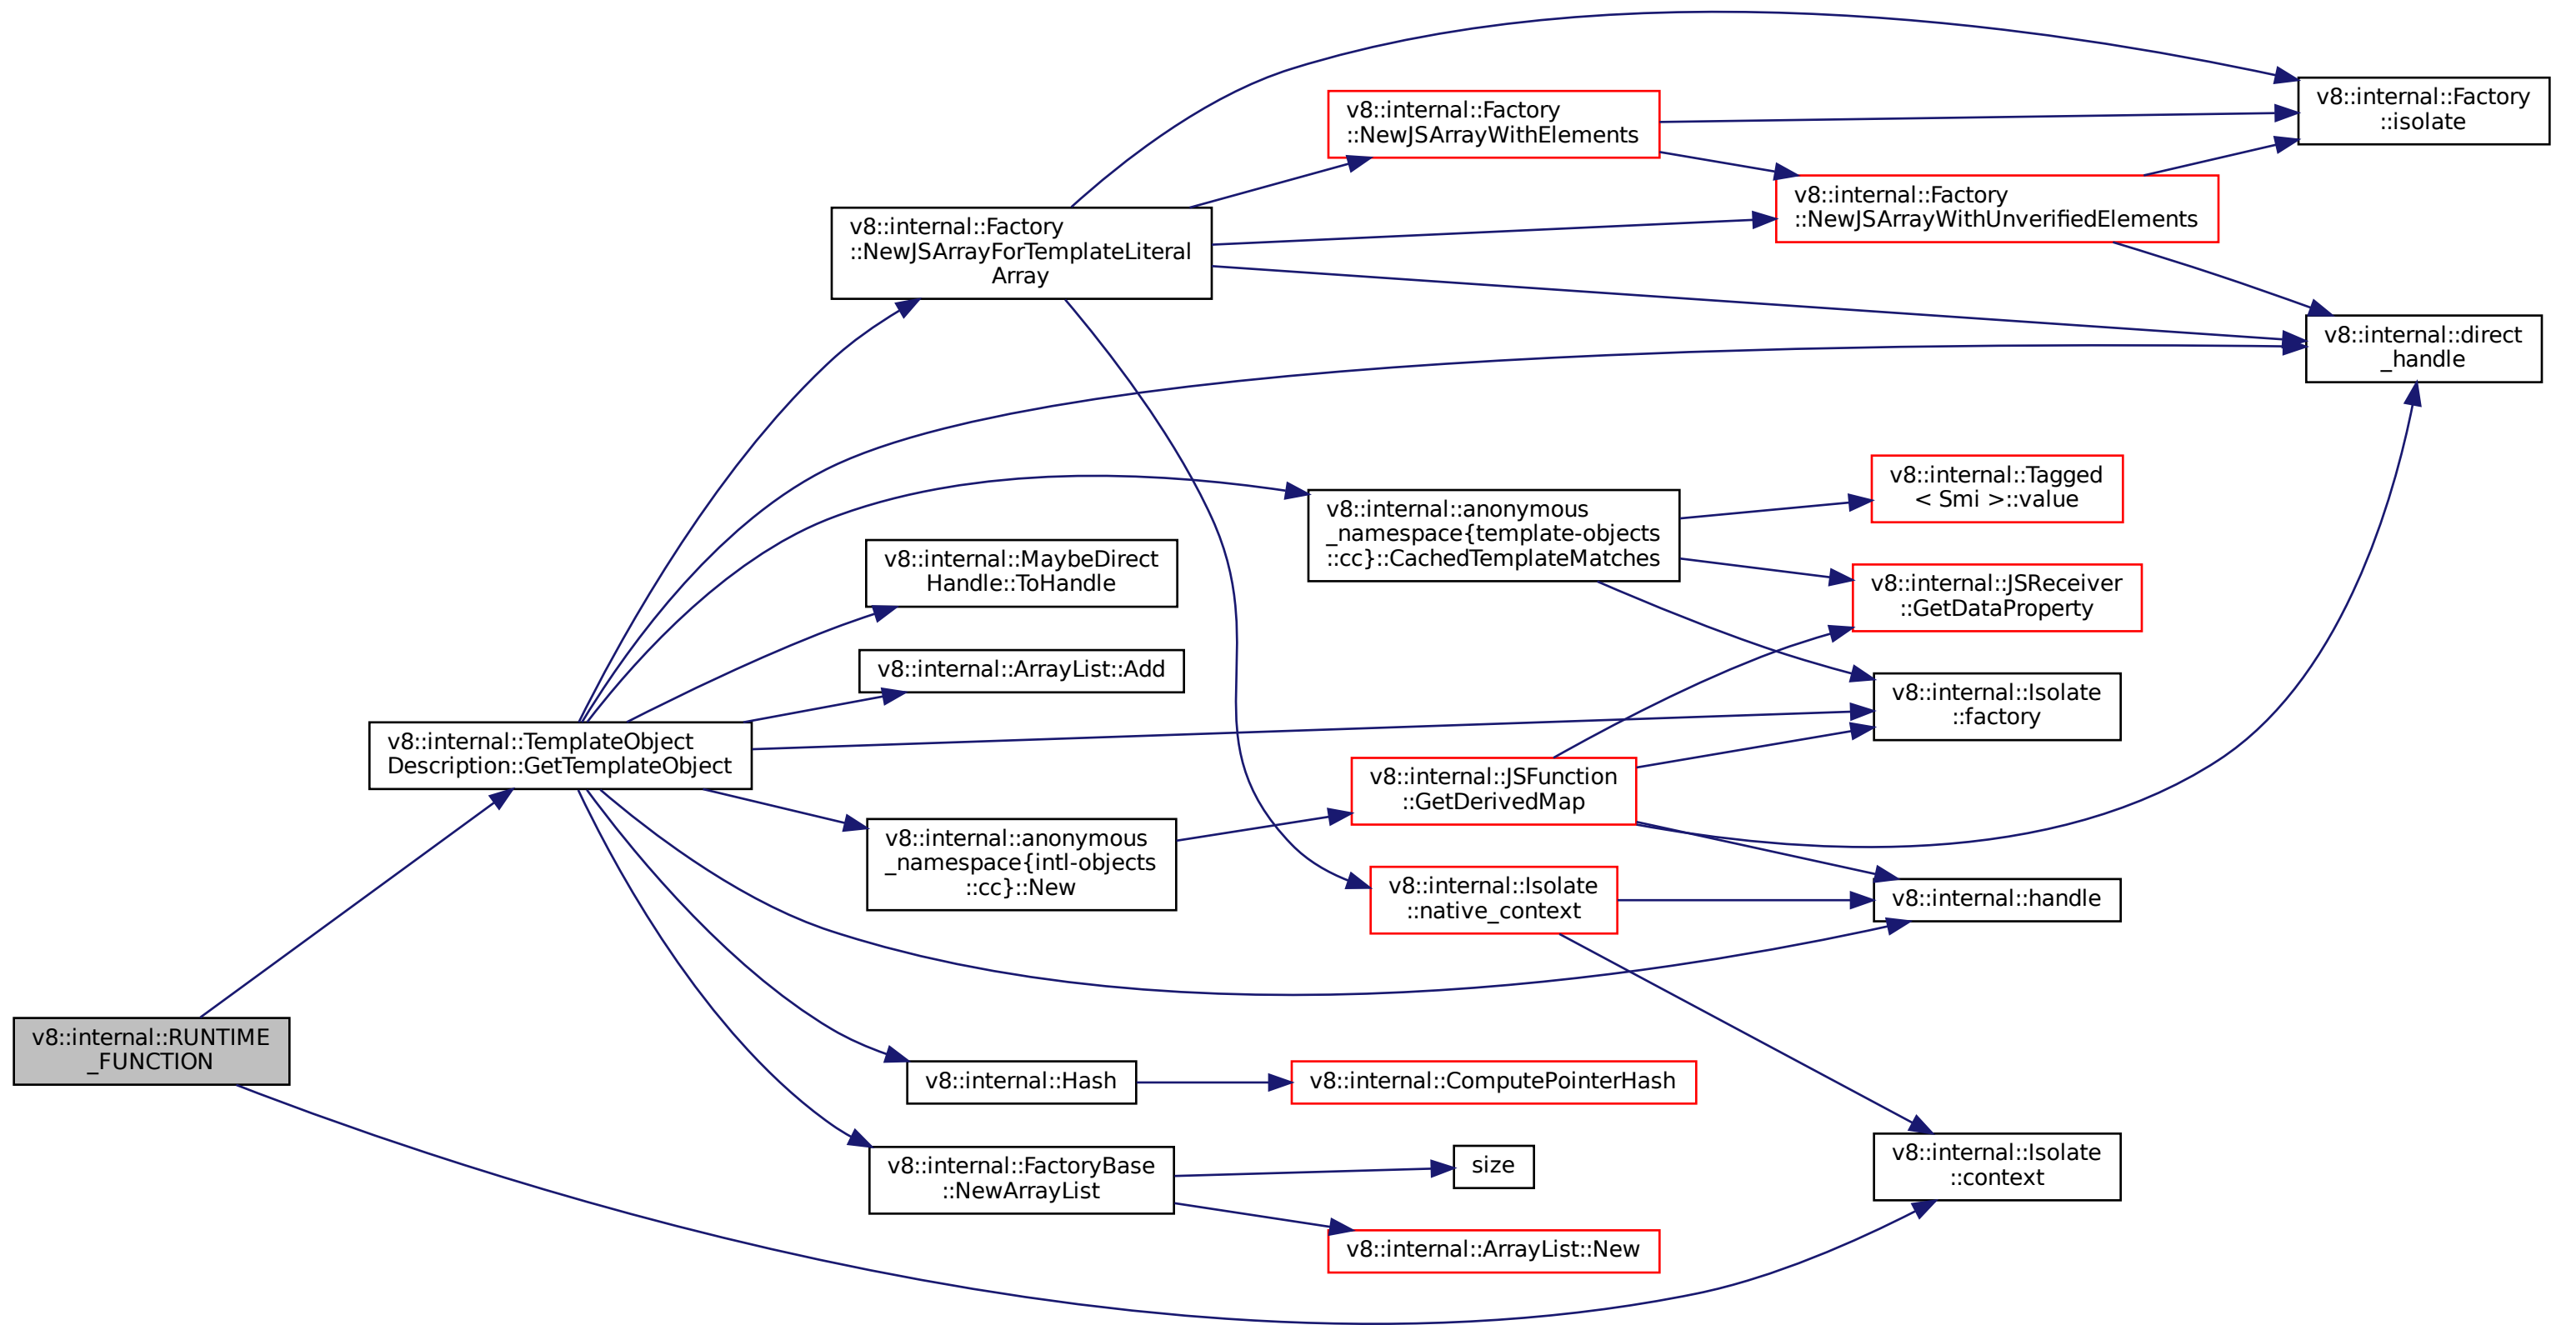 v8::internal::RUNTIME
_FUNCTION
v8::internal::TemplateObject
Description::GetTemplateObject
v8::internal::Factory
::NewJSArrayForTemplateLiteral
Array
v8::internal::MaybeDirect
Handle::ToHandle
v8::internal::ArrayList::Add
v8::internal::anonymous
_namespace{intl-objects
::cc}::New
v8::internal::Hash
v8::internal::FactoryBase
::NewArrayList
v8::internal::Factory
::NewJSArrayWithElements
v8::internal::anonymous
_namespace{template-objects
::cc}::CachedTemplateMatches
v8::internal::JSFunction
::GetDerivedMap
v8::internal::Isolate
::native_context
v8::internal::ComputePointerHash
size
v8::internal::ArrayList::New
v8::internal::Factory
::NewJSArrayWithUnverifiedElements
v8::internal::Tagged
< Smi >::value
v8::internal::JSReceiver
::GetDataProperty
v8::internal::Isolate
::factory
v8::internal::handle
v8::internal::Isolate
::context
v8::internal::Factory
::isolate
v8::internal::direct
_handle